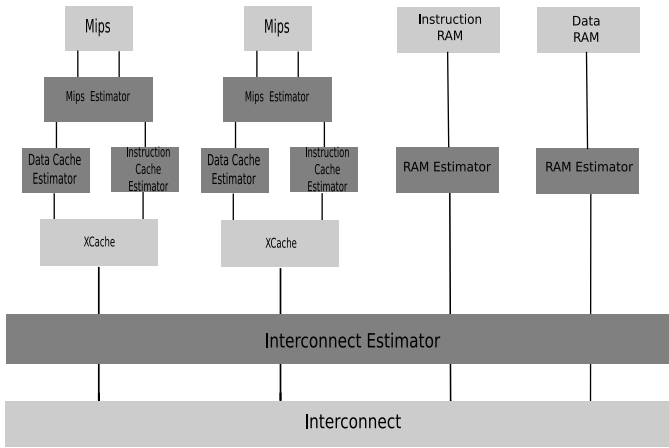 Mips
Mips
Instruction
RAM
Data
RAM
Mips Estimator
Mips Estimator
Data Cache
Estimator
Instruction
Cache
Estimator
Data Cache
Estimator
Instruction
Cache
Estimator
RAM Estimator
RAM Estimator
XCache
XCache
Interconnect Estimator
Interconnect